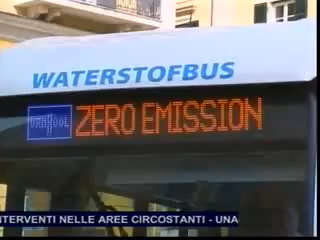 WATERSTOFBUS
ZERO EMISSION
NTERVENTI NELLE AREE CIRCOSTANTI - UNA